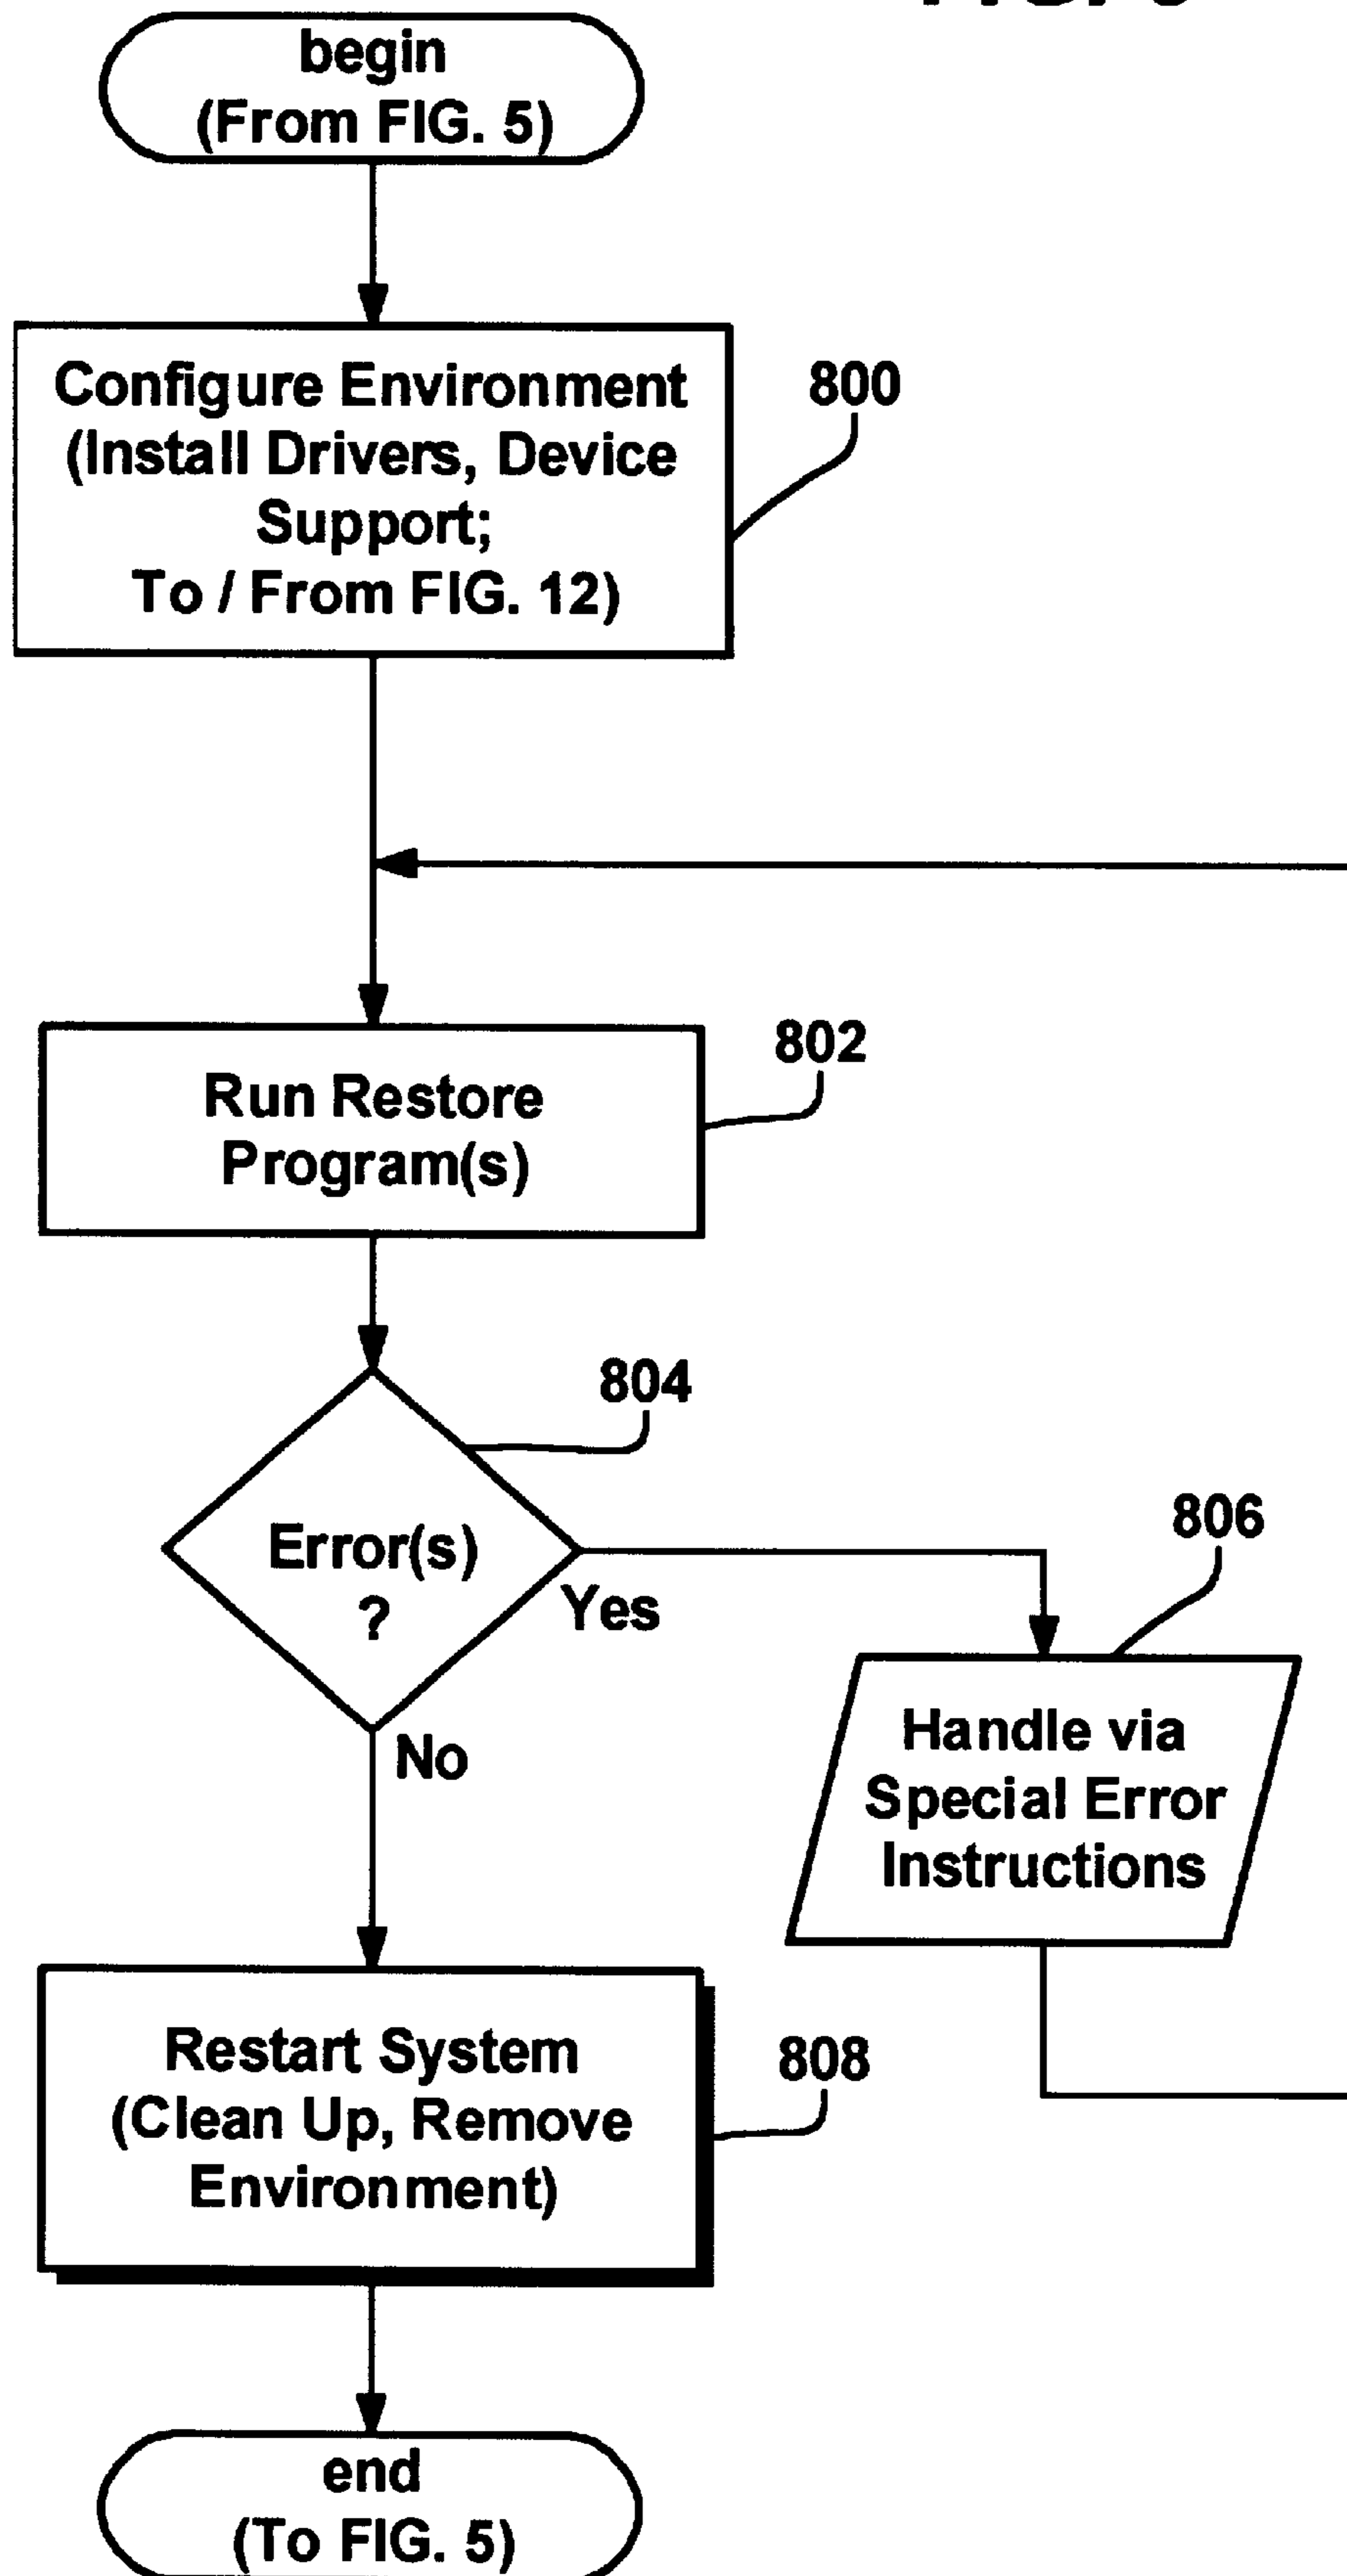 begin
(From FIG. 5)
Configure Environment
(Install Drivers, Device
Support;
To / From FIG. 12)
800
802
Run Restore
Program(s)
804
Error(s)
?
Yes
806
No
Handle via
Special Error
Instructions
Restart System
(Clean Up, Remove
Environment)
808
end
(To FIG. 5)